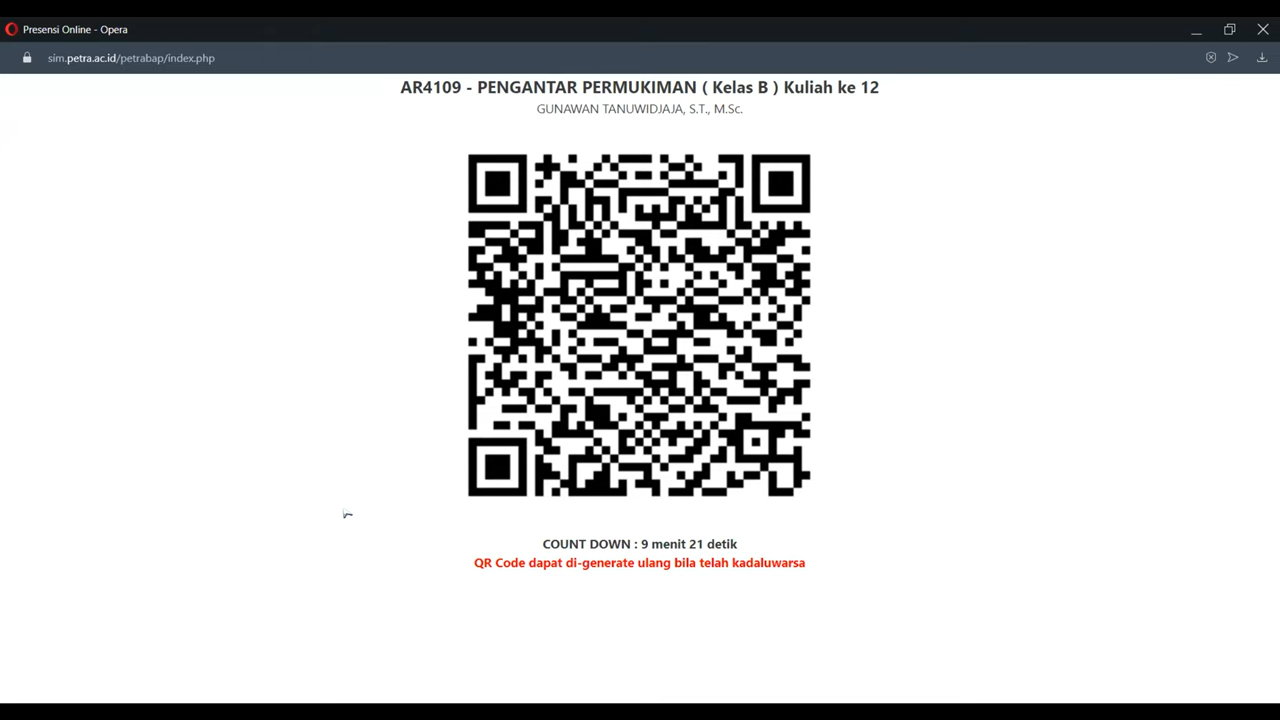 Presensi Online - Opera
sim.petra.ac.id/petrabap/index.php
AR4109 - PENGANTAR PERMUKIMAN ( Kelas B ) Kuliah ke 12
GUNAWAN TANUWIDJAJA, S.T., M.Sc.
COUNT DOWN : 9 menit 21 detik
QR Code dapat di-generate ulang bila telah kadaluwarsa